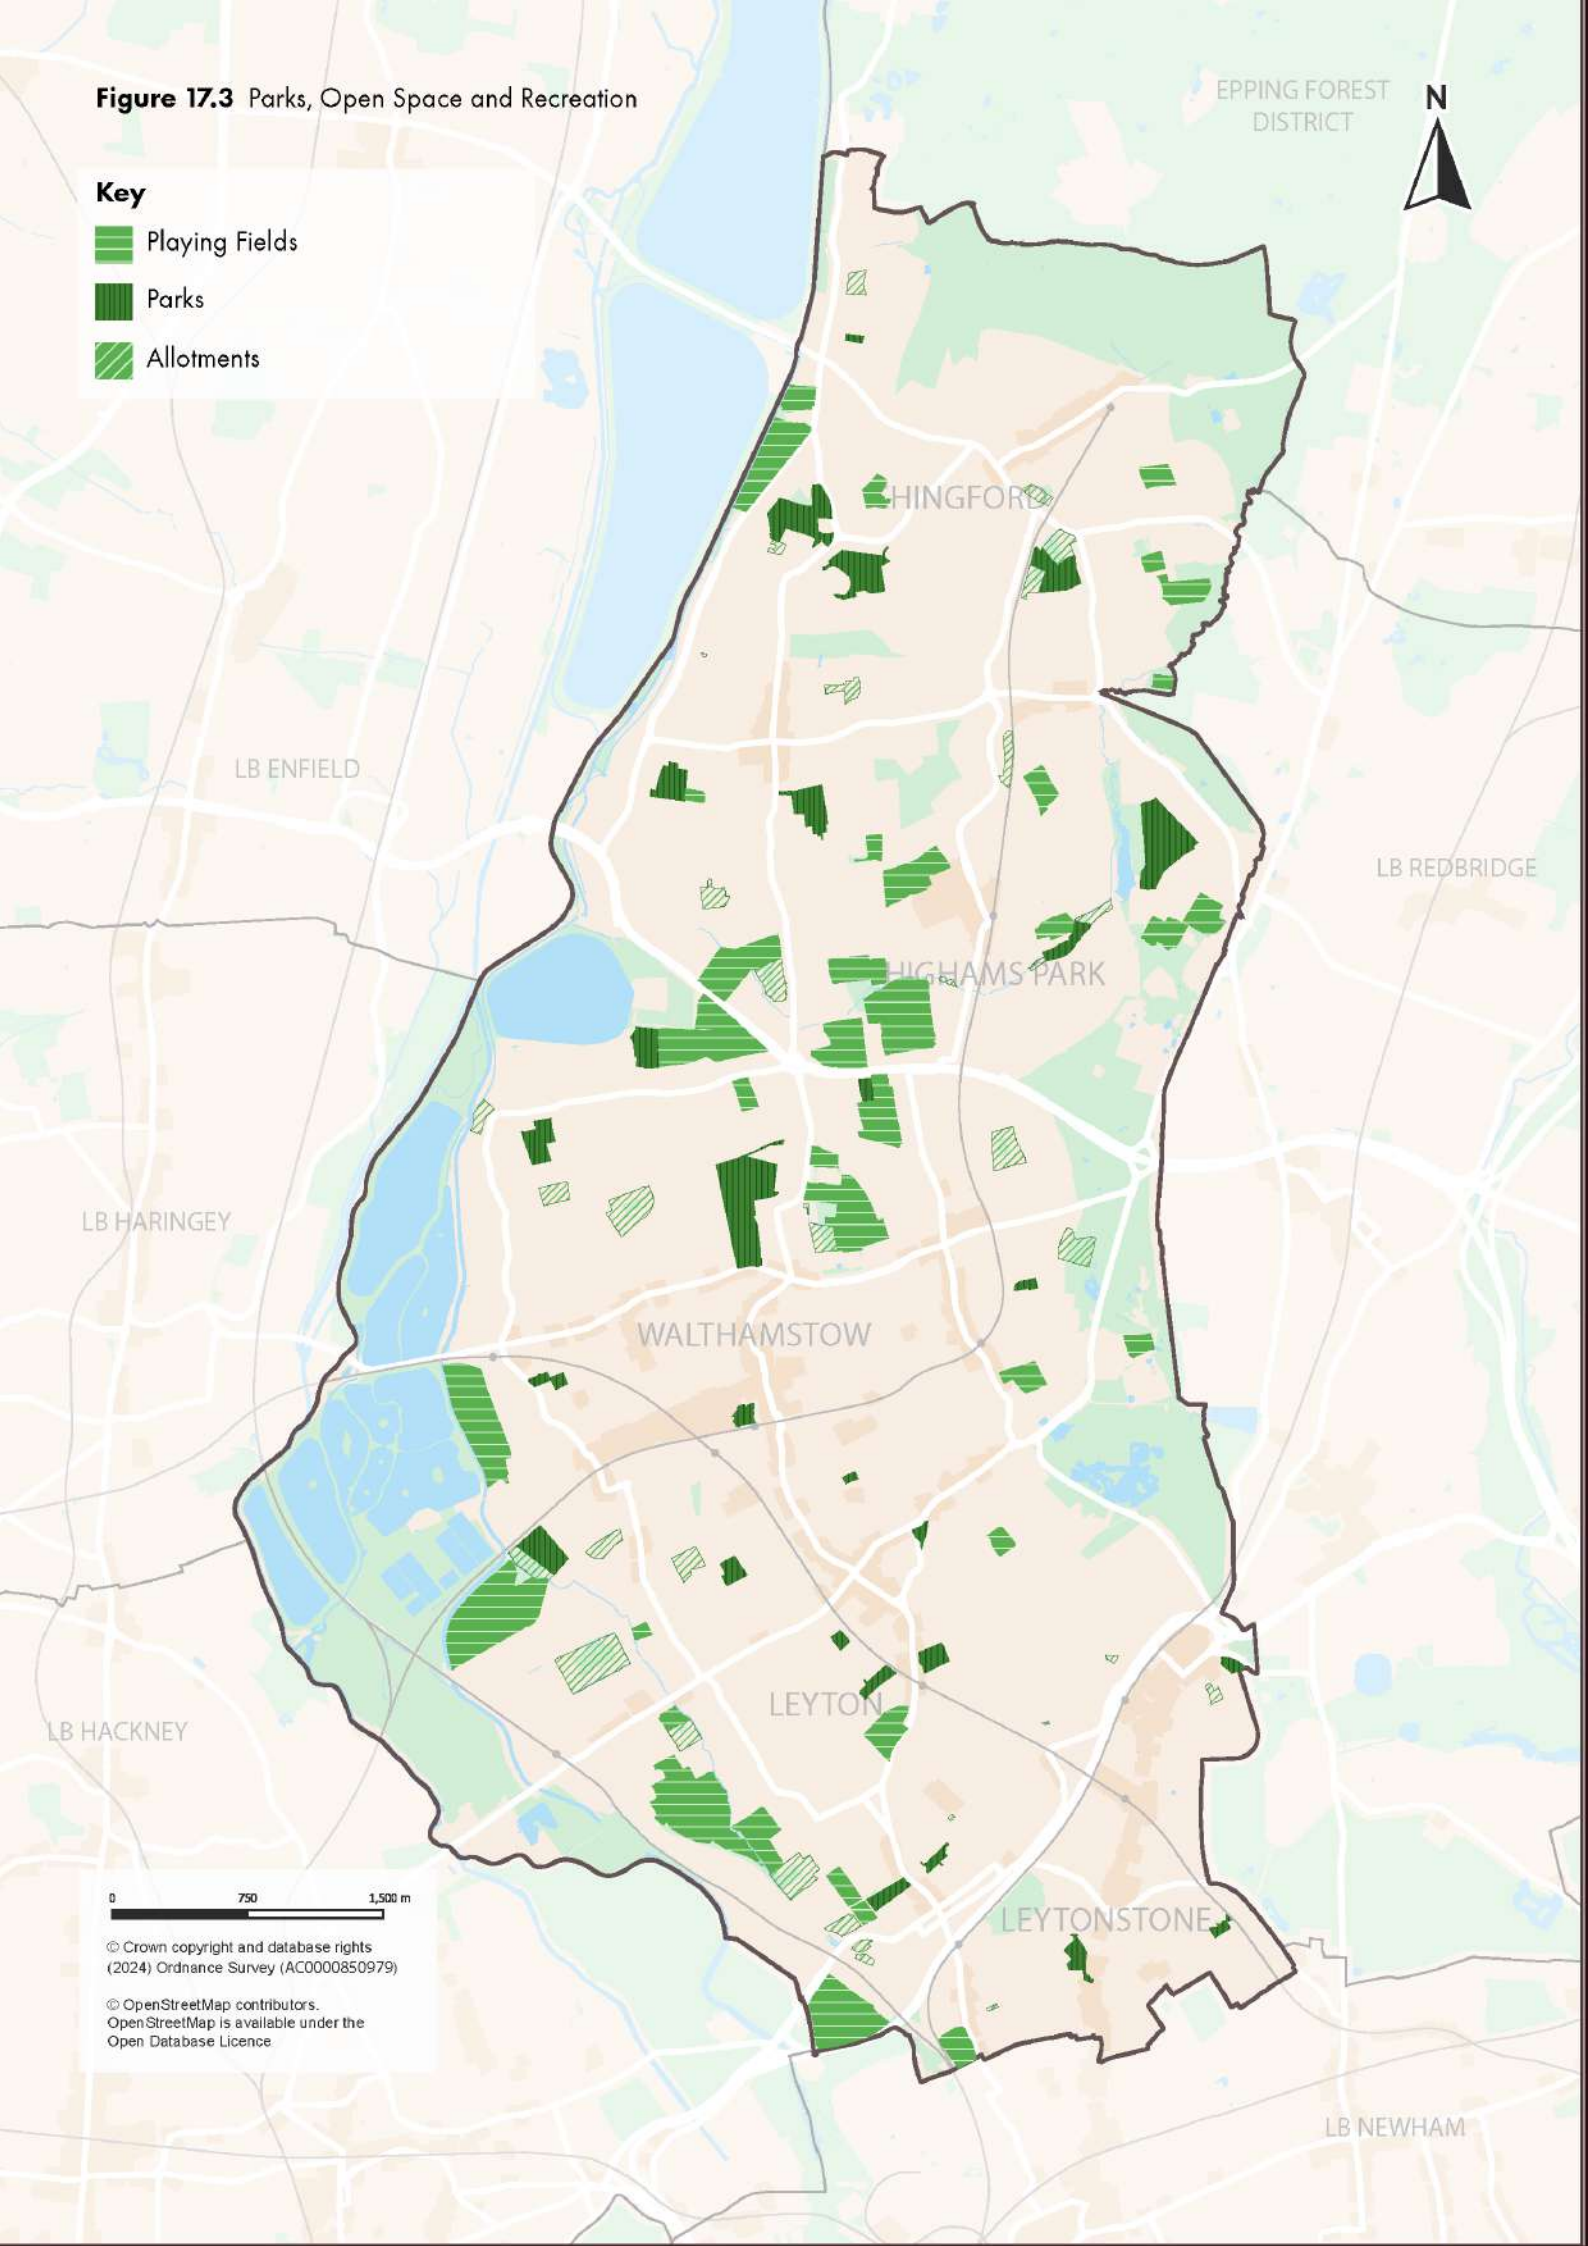 Figure 17.3 Parks, Open Space and Recreation
EPPING FOREST
DISTRICT
N
Key
Playing Fields
Parks
Allotments
HINGFORD
LB ENFIELD
LB REDBRIDGE
HIGHAMS PARK
LB HARINGEY
WALTHAMSTOW
LEYTON
LB HACKNEY
0 750 1,500 m
LEYTONSTONE
© Crown copyright and database rights
(2024) Ordnance Survey (AC0000850979)
© OpenStreetMap contributors.
OpenStreetMap is available under the
Open Database Licence
LB NEWHAM